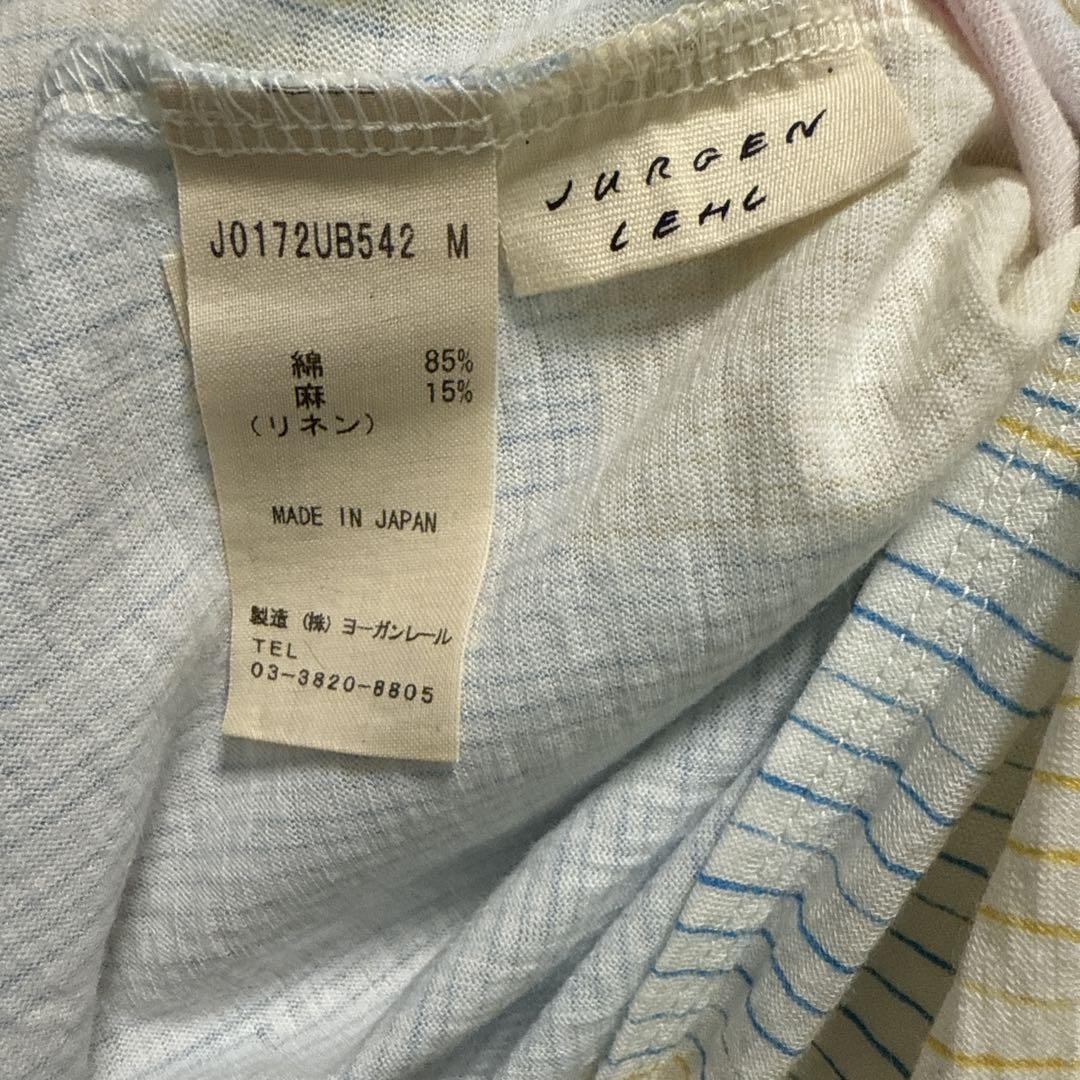 JURGEN
LEHL
J0172UB542 M
綿 85%
麻 15%
(リネン)
MADE IN JAPAN
製造 (株) ヨーガンレール
TEL
03-3820-8805